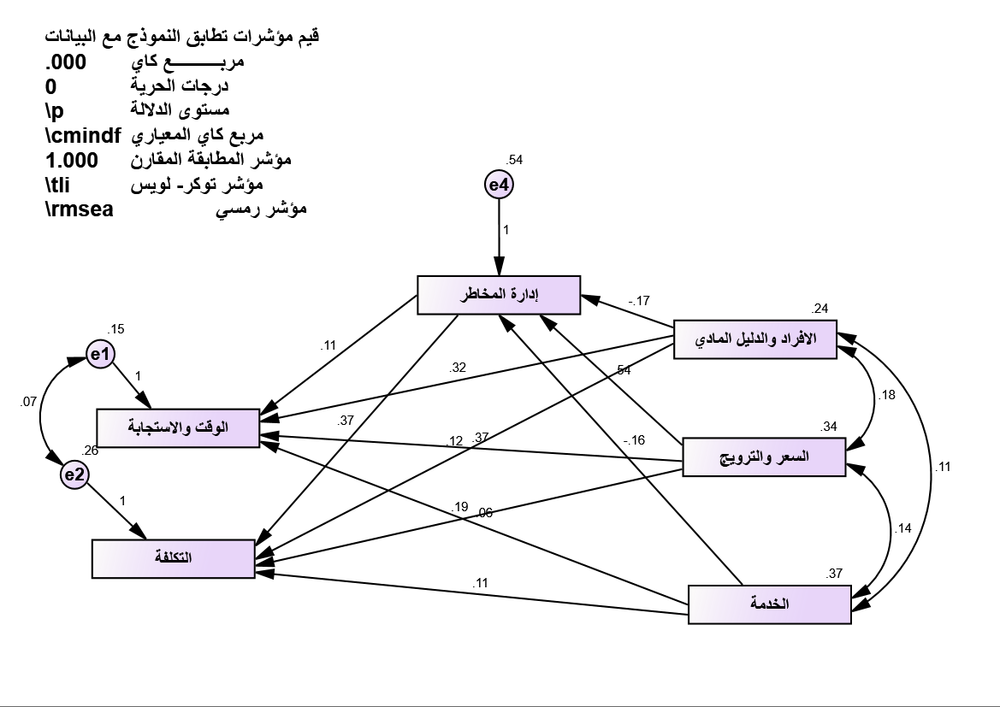 قيم مؤشرات تطابق النموذج مع البيانات
مربـــــــــــع كاي .000
درجات الحرية 0
مستوى الدلالة \p
مربع كاي المعياري \cmindf
مؤشر المطابقة المقارن 1.000
مؤشر توكر- لويس \tli
مؤشر رمسي \rmsea
.54
e4
1
إدارة المخاطر
-.17
.24
الافراد والدليل المادي
.15
e1
1
.11
.32
.54
.18
.07
الوقت والاستجابة
.37
.12
.37
-.16
.34
السعر والترويج
.11
.26
e2
1
.19
.06
.14
التكلفة
.11
.37
الخدمة